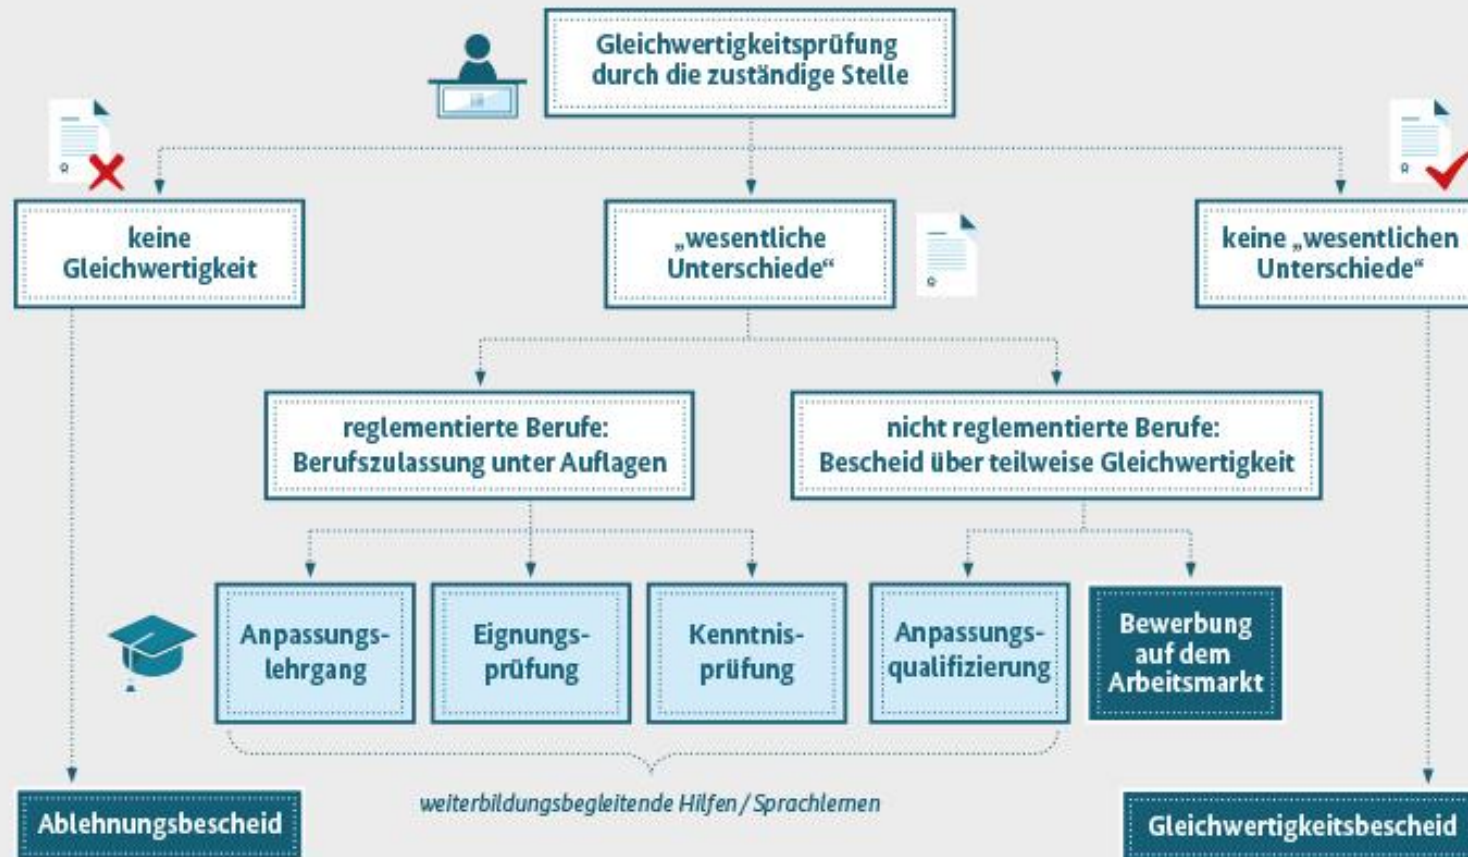 Gleichwertigkeitsprüfung
durch die zuständige Stelle
keine
Gleichwertigkeit
„wesentliche
Unterschiede“
keine „wesentlichen
Unterschiede“
reglementierte Berufe:
Berufszulassung unter Auflagen
nicht reglementierte Berufe:
Bescheid über teilweise Gleichwertigkeit
Anpassungs-
lehrgang
Eignungs-
prüfung
Kenntnis-
prüfung
Anpassungs-
qualifizierung
Bewerbung
auf dem
Arbeitsmarkt
weiterbildungsbegleitende Hilfen / Sprachlernen
Ablehnungsbescheid
Gleichwertigkeitsbescheid